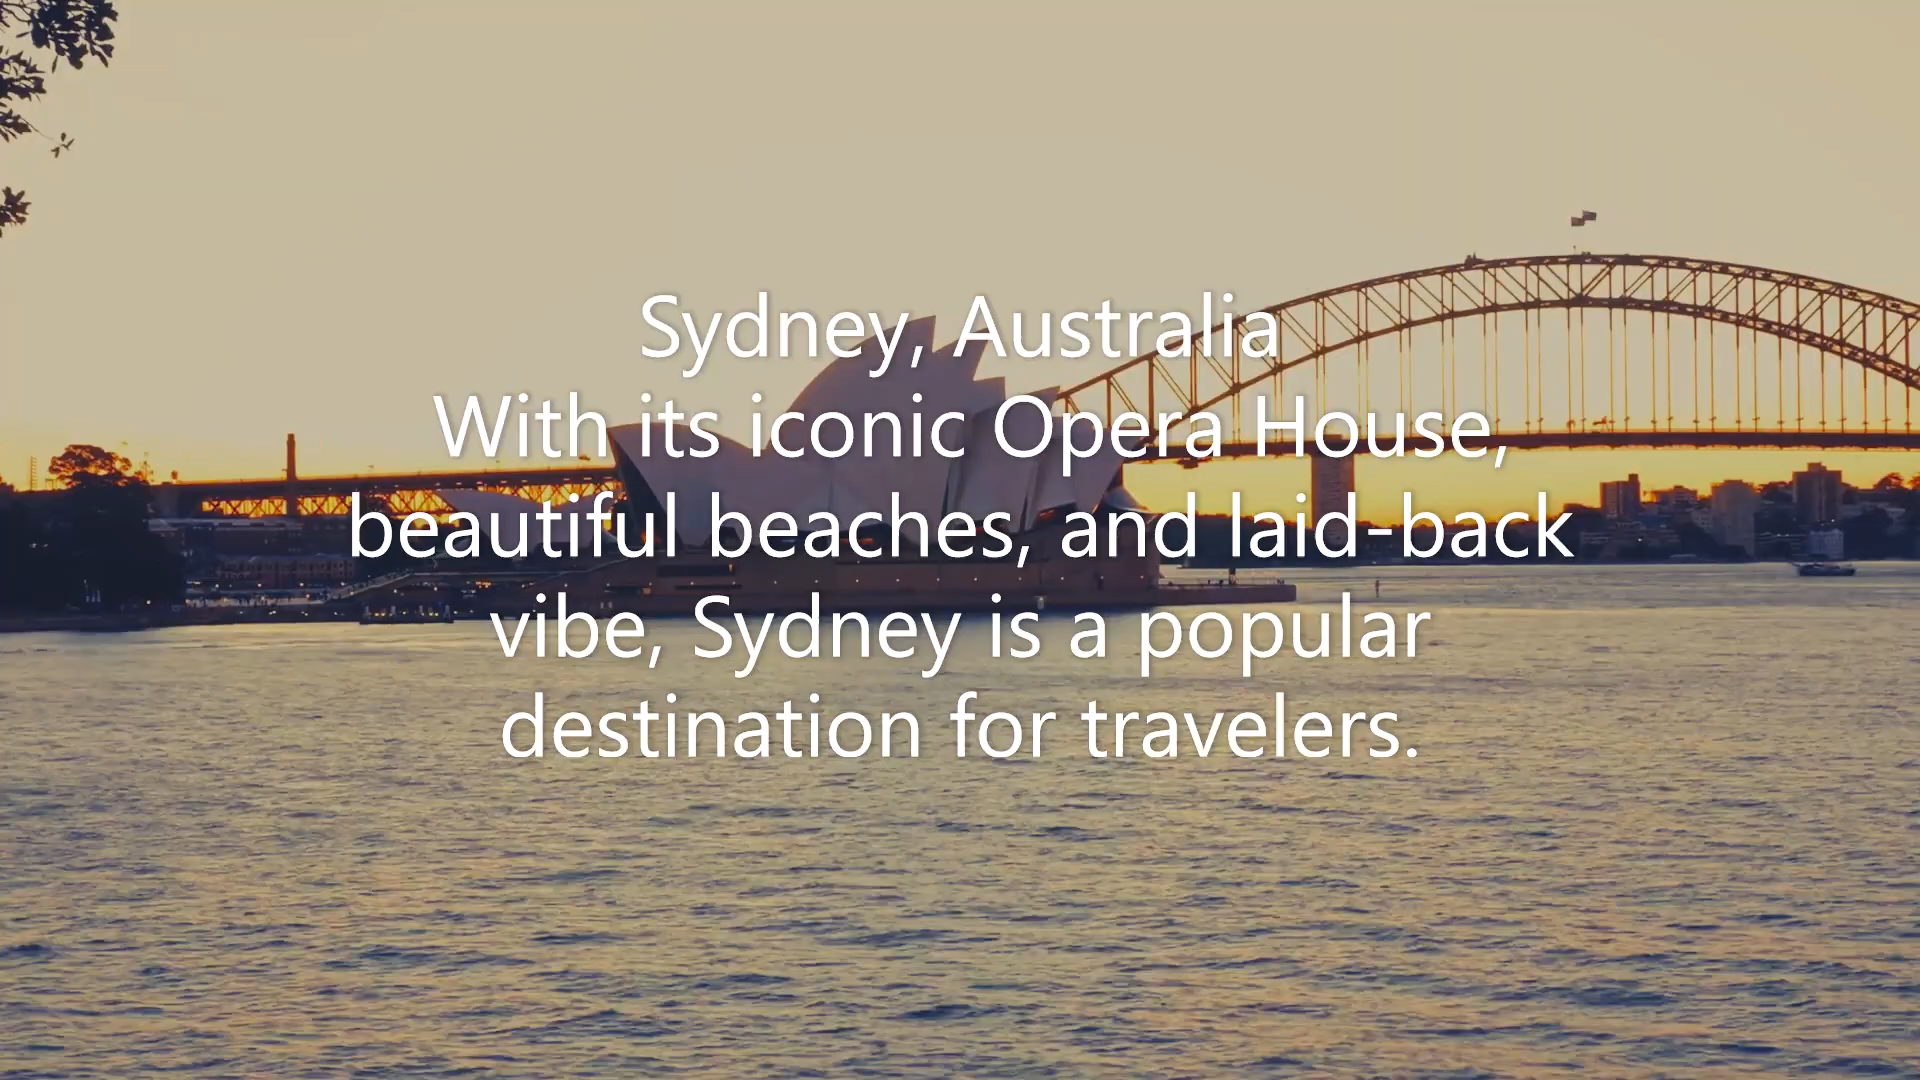 Sydney, Australia
With its iconic Opera House,
beautiful beaches, and laid-back
vibe, Sydney is a popular
destination for travelers.